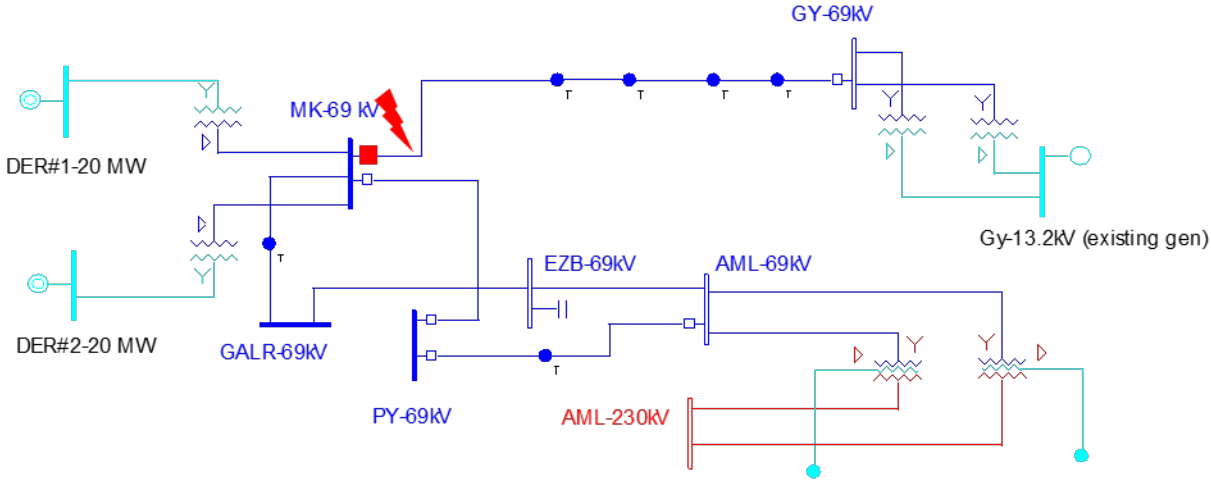 GY-69kV
MK-69 kV
T
T
T
T
Y
Y
Y
DER#1-20 MW
Gy-13.2kV (existing gen)
Y
T
EZB-69kV
AML-69kV
DER#2-20 MW
GALR-69kV
Y
Y
T
PY-69kV
AML-230kV